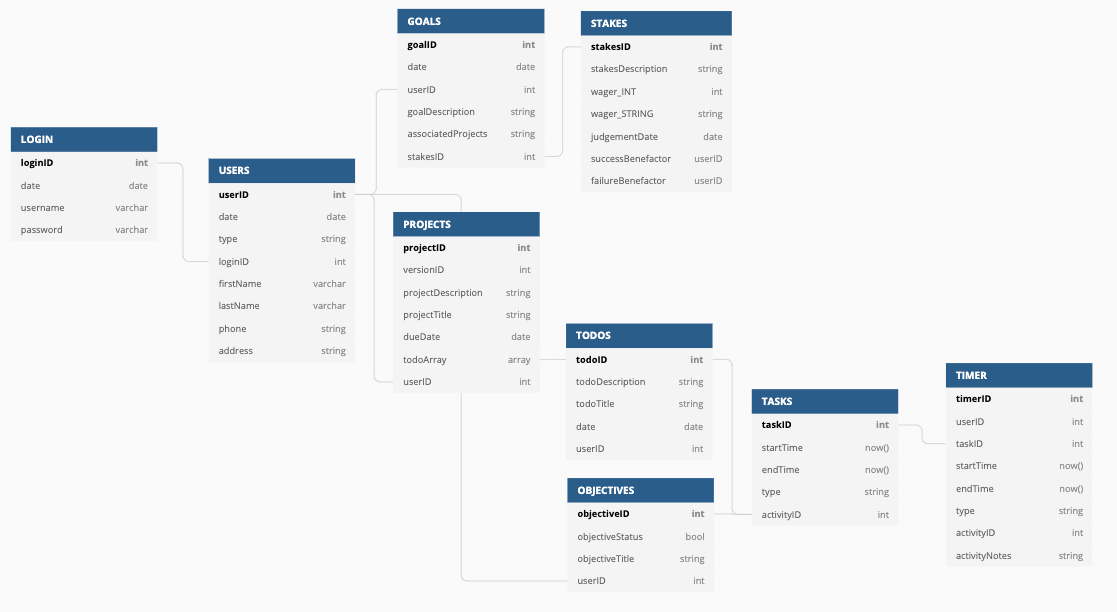 GOALS
goalID int
date date
userID int
goalDescription string
associatedProjects string
stakesID int
STAKES
stakesID int
stakesDescription string
wager_INT int
wager_STRING string
judgementDate date
successBenefactor userID
failureBenefactor userID
LOGIN
loginID int
date date
username varchar
password varchar
USERS
userID int
date date
type string
loginID int
firstName varchar
lastName varchar
phone string
address string
PROJECTS
projectID int
versionID int
projectDescription string
projectTitle string
dueDate date
todoArray array
userID int
TODOS
todoID int
todoDescription string
todoTitle string
date date
userID int
OBJECTIVES
objectiveID int
objectiveStatus bool
objectiveTitle string
userID int
TASKS
taskID int
startTime now()
endTime now()
type string
activityID int
TIMER
timerID int
userID int
taskID int
startTime now()
endTime now()
type string
activityID int
activityNotes string